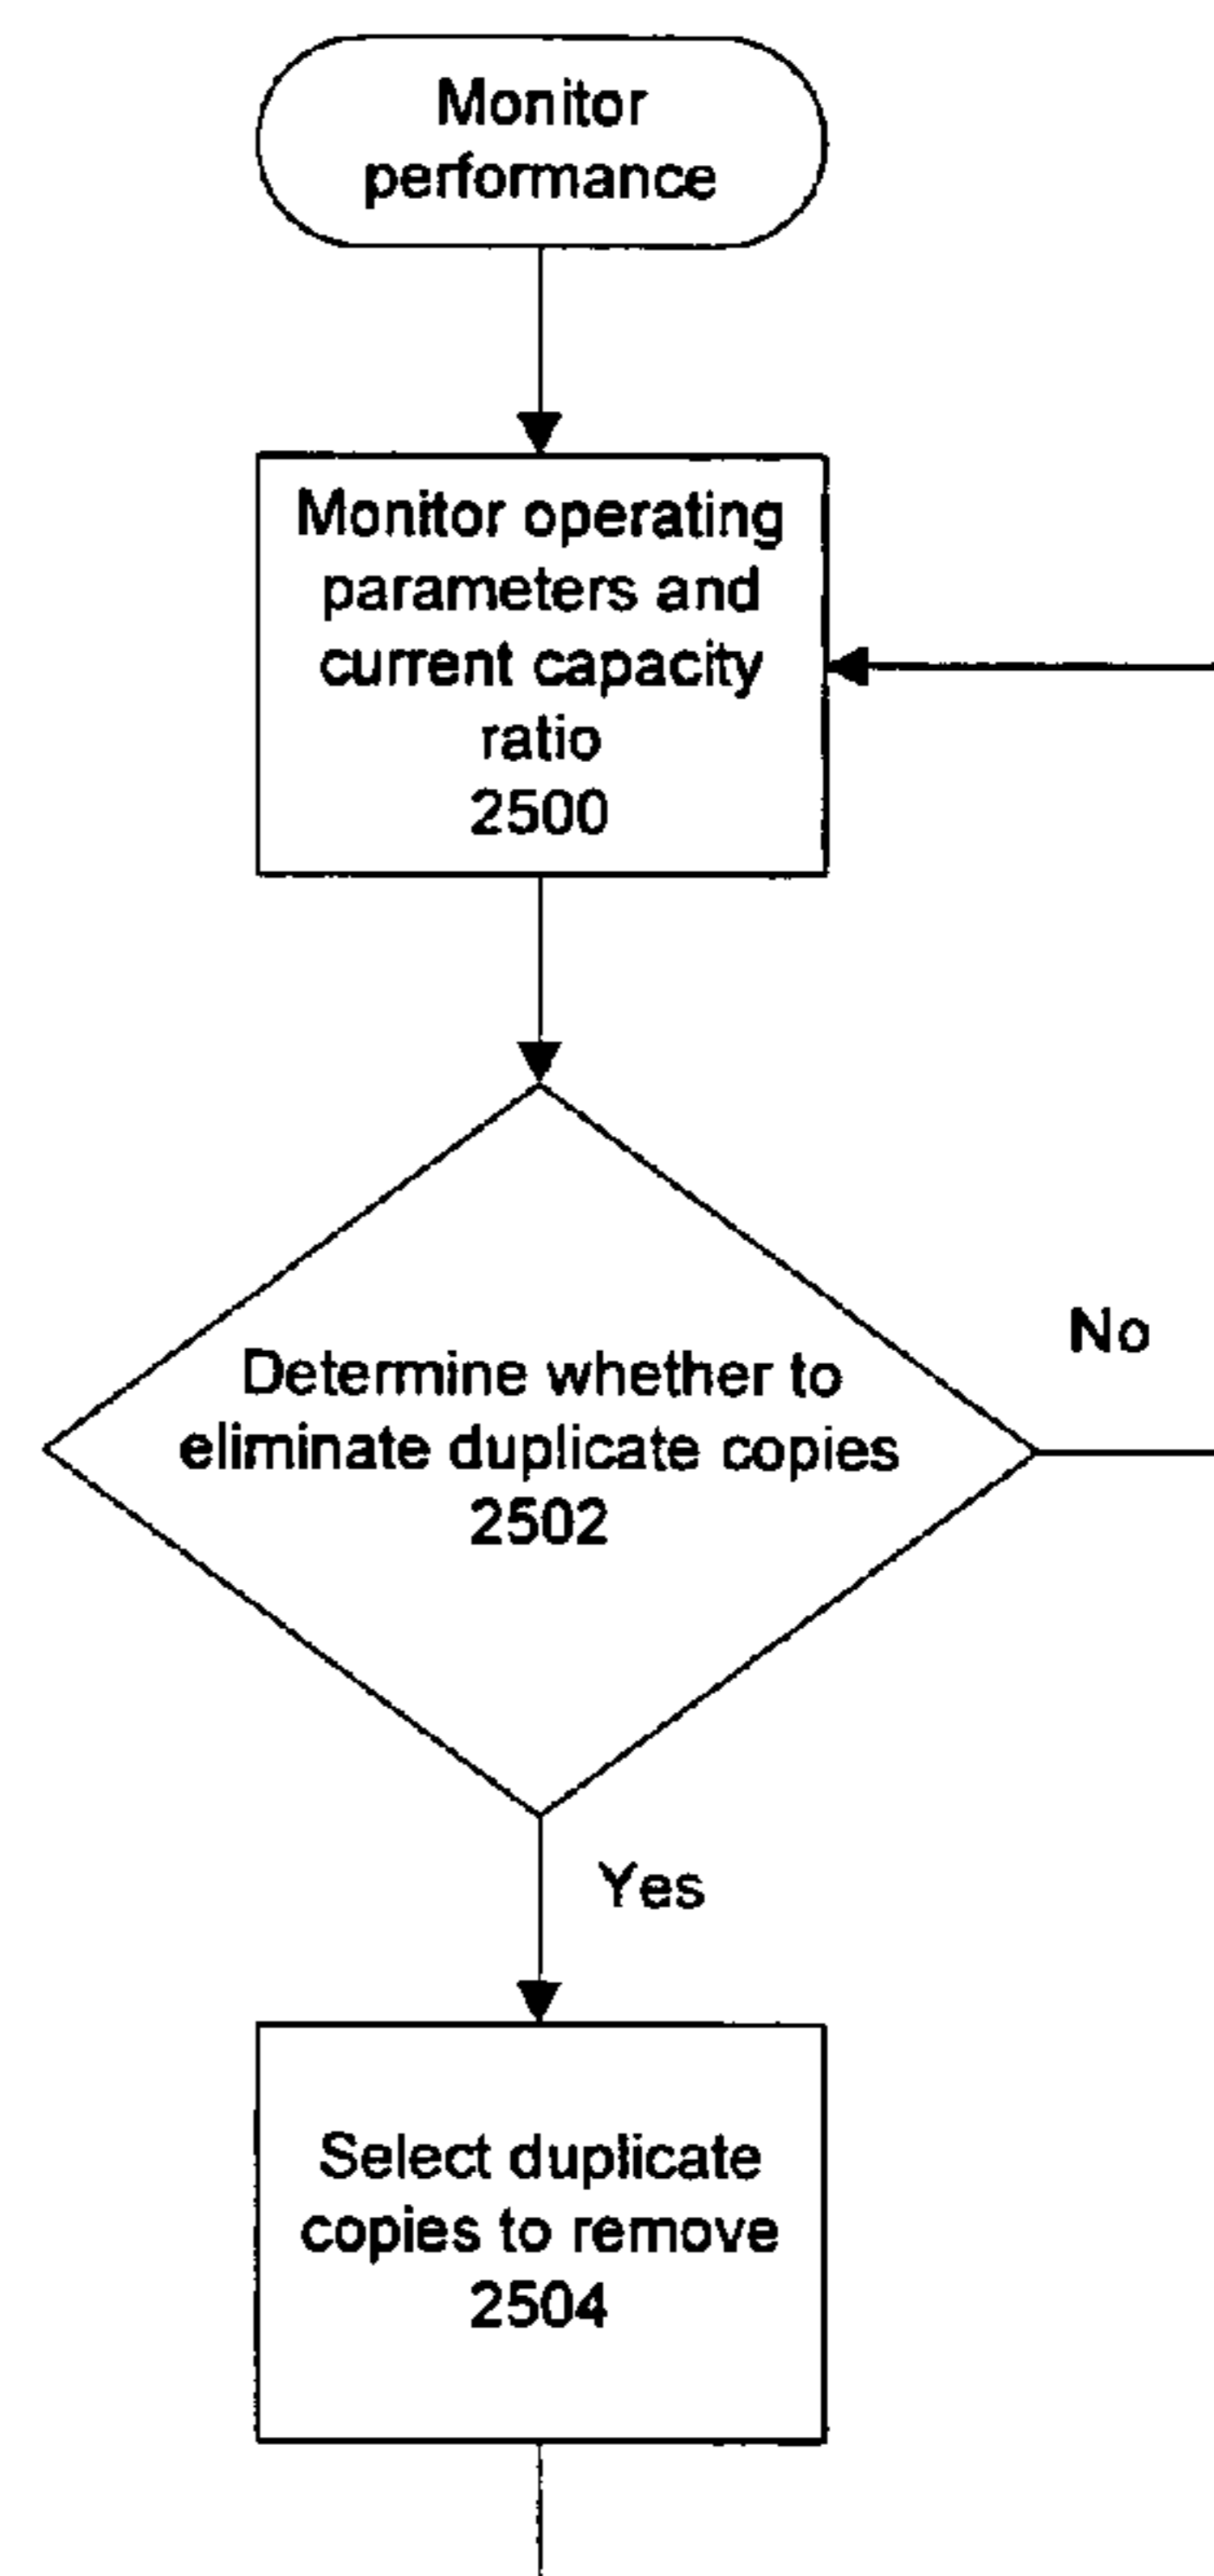 Monitor
performance
Monitor operating
parameters and
current capacity
ratio
2500
Determine whether to
eliminate duplicate copies
2502
No
Yes
Select duplicate
copies to remove
2504